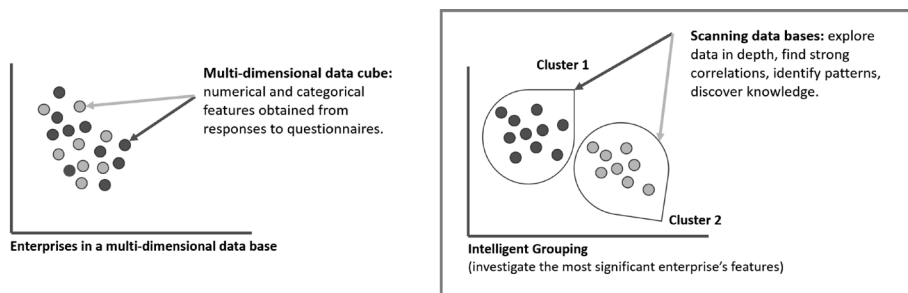 Multi-dimensional data cube:
numerical and categorical
features obtained from
responses to questionnaires.
Enterprises in a multi-dimensional data base
Scanning data bases: explore
data in depth, find strong
correlations, identify patterns,
discover knowledge.
Cluster 1
Cluster 2
Intelligent Grouping
(investigate the most significant enterprise's features)